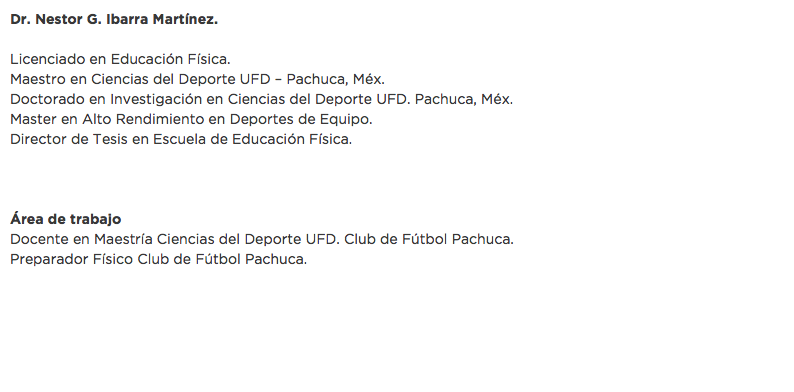 Dr. Nestor G. Ibarra Martínez.
Licenciado en Educación Física.
Maestro en Ciencias del Deporte UFD – Pachuca, Méx.
Doctorado en Investigación en Ciencias del Deporte UFD. Pachuca, Méx.
Master en Alto Rendimiento en Deportes de Equipo.
Director de Tesis en Escuela de Educación Física.
Área de trabajo
Docente en Maestría Ciencias del Deporte UFD. Club de Fútbol Pachuca.
Preparador Físico Club de Fútbol Pachuca.